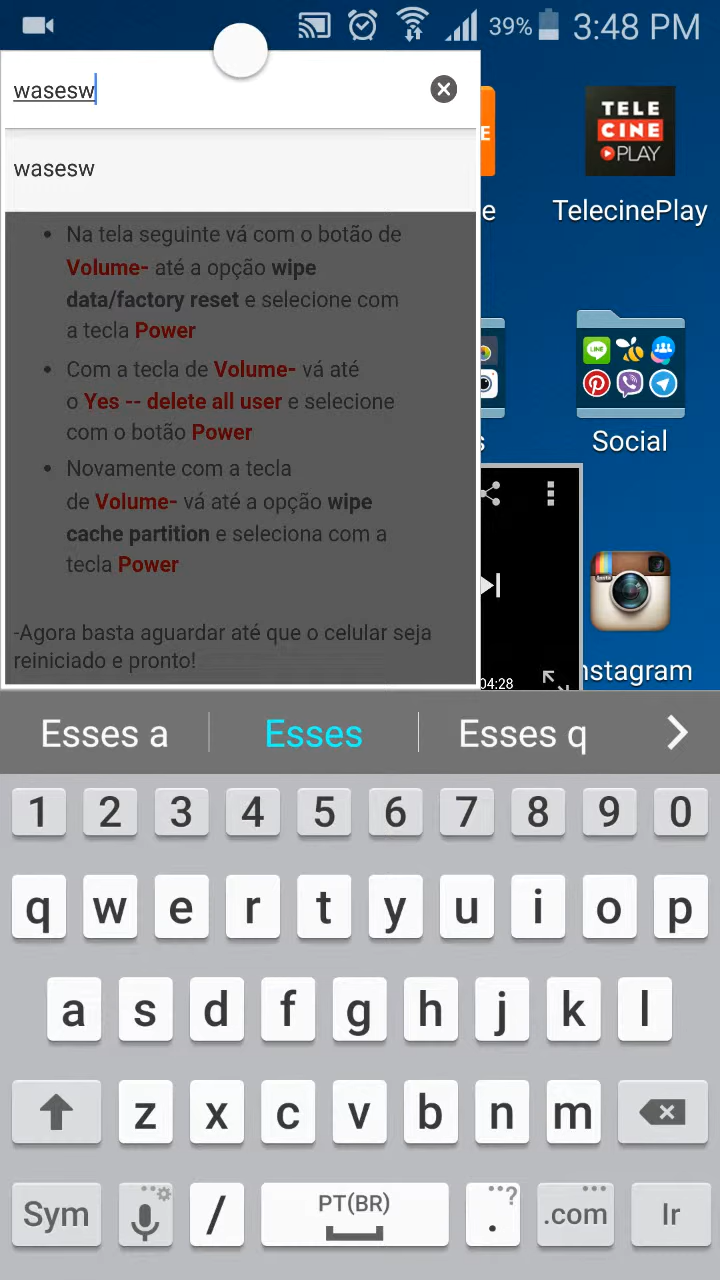 39% 3:48 PM
wasesw
wasesw
E
TELE
CINE
PLAY
e
TelecinePlay
• Na tela seguinte vá com o botão de
Volume- até a opção wipe
data/factory reset e selecione com
a tecla Power
• Com a tecla de Volume- vá até
o Yes -- delete all user e selecione
com o botão Power
• Novamente com a tecla
de Volume- vá até a opção wipe
cache partition e seleciona com a
tecla Power
-Agora basta aguardar até que o celular seja
reiniciado e pronto!
LINE
s
Social
04:28
Insta
nstagram
Esses a Esses Esses q
1 2 3 4 5 6 7 8 9 0
q w e r t y u i o p
a s d f g h j k l
z x c v b n m
Sym / PT(BR) . ? .com Ir